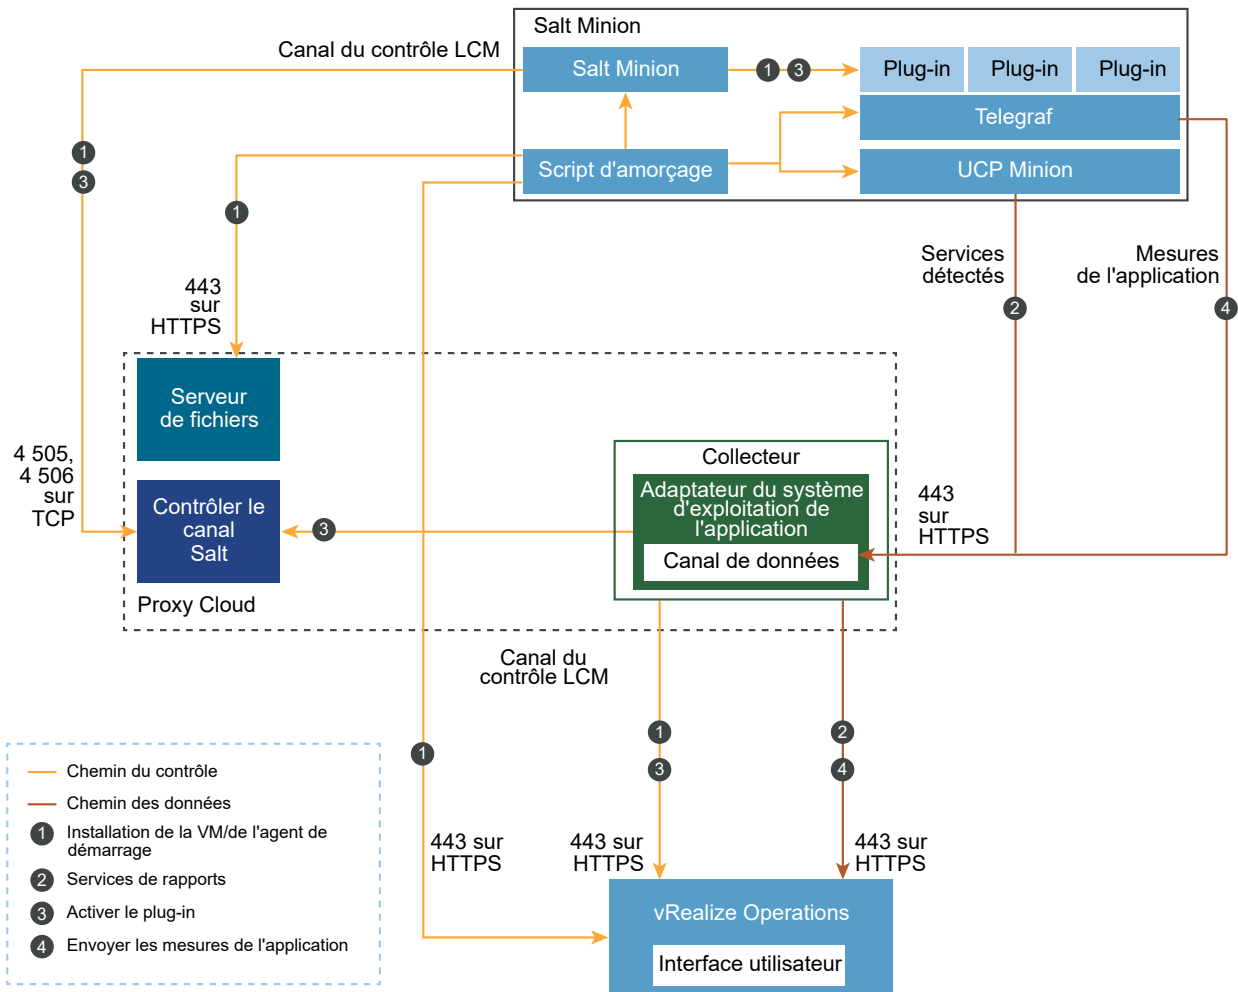 Salt Minion
Canal du contrôle LCM
Salt Minion
1
3
Plug-in
Plug-in
Plug-in
Telegraf
Script d'amorçage
UCP Minion
1
3
1
Services
détectés
Mesures
de l'application
2
4
443
sur
HTTPS
Serveur
de fichiers
4 505,
4 506
sur
TCP
Contrôler le
canal
Salt
3
Collecteur
Adaptateur du système
d'exploitation de
l'application
Canal de données
443
sur
HTTPS
Proxy Cloud
Canal du
contrôle LCM
1
3
2
4
1
443 sur
HTTPS
443 sur
HTTPS
443 sur
HTTPS
vRealize Operations
Interface utilisateur
Chemin du contrôle
Chemin des données
1
Installation de la VM/de l'agent de
démarrage
2
Services de rapports
3
Activer le plug-in
4
Envoyer les mesures de l'application